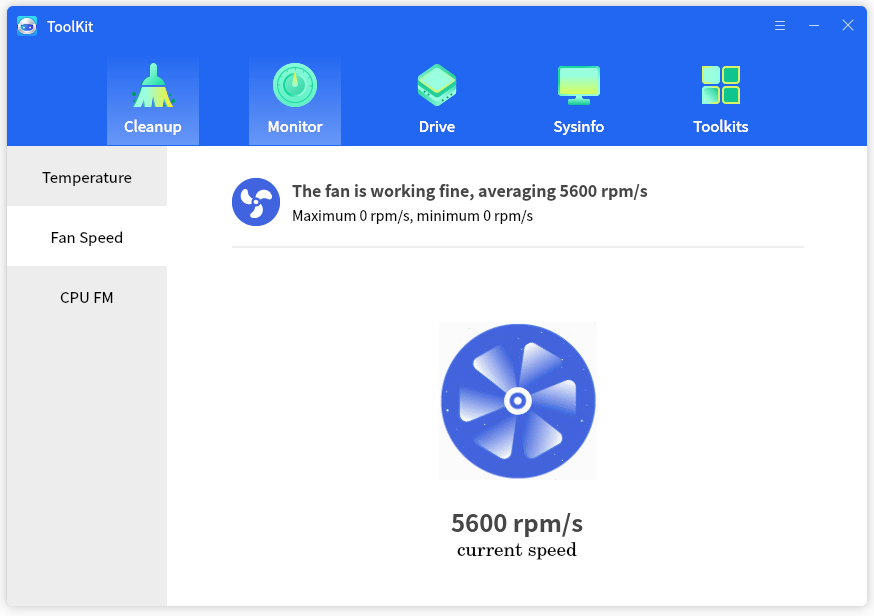 ToolKit
Cleanup
Monitor
Drive
Sysinfo
Toolkits
Temperature
Fan Speed
CPU FM
The fan is working fine, averaging 5600 rpm/s
Maximum 0 rpm/s, minimum 0 rpm/s
5600 rpm/s
current speed